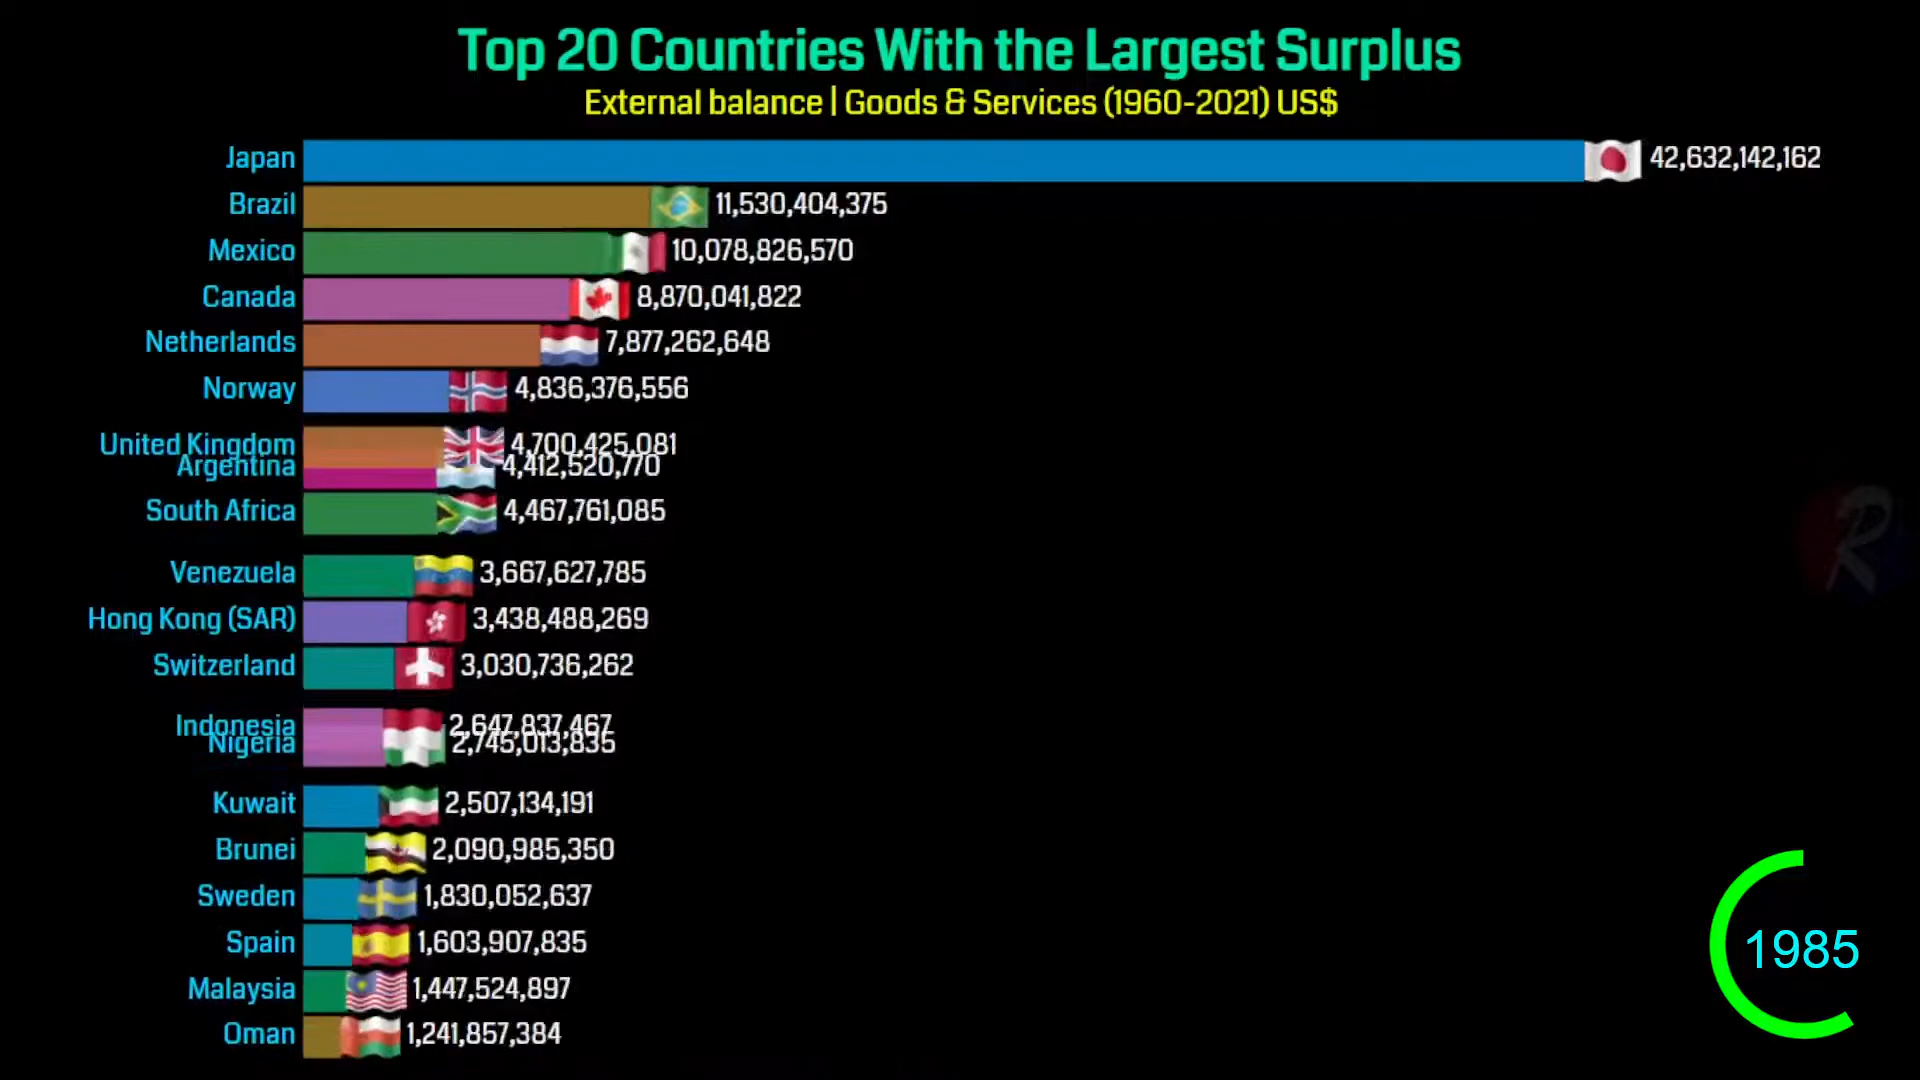 Top 20 Countries With the Largest Surplus
External balance | Goods & Services (1960-2021) US$
Japan 42,632,142,162
Brazil 11,530,404,375
Mexico 10,078,826,570
Canada 8,870,041,822
Netherlands 7,877,262,648
Norway 4,836,376,556
United Kingdom 4,700,425,081
Argentina 4,412,520,770
South Africa 4,467,761,085
Venezuela 3,667,627,785
Hong Kong (SAR) 3,438,488,269
Switzerland 3,030,736,262
Indonesia 2,647,837,467
Nigeria 2,745,013,835
Kuwait 2,507,134,191
Brunei 2,090,985,350
Sweden 1,830,052,637
Spain 1,603,907,835
Malaysia 1,447,524,897
Oman 1,241,857,384
R
1985